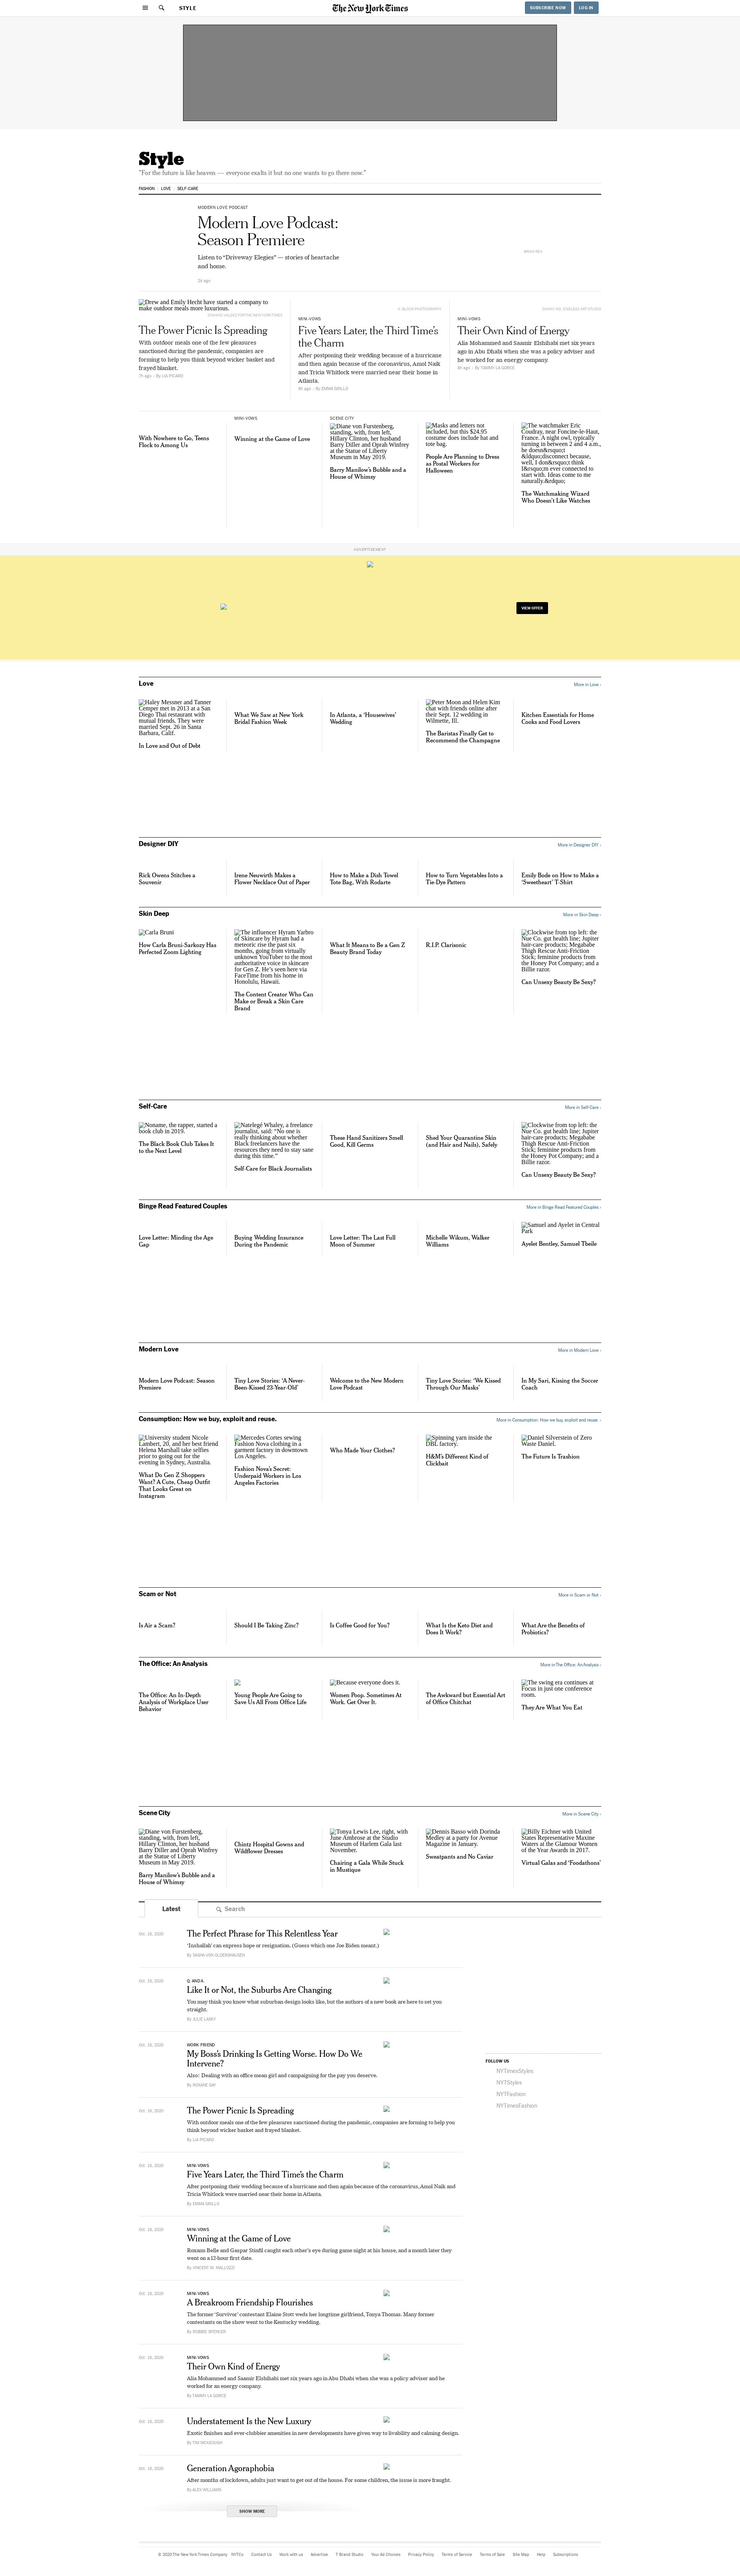 STYLE
The New York Times
SUBSCRIBE NOW
LOG IN
Style
"For the future is like heaven — everyone exalts it but no one wants to go there now."
FASHION
LOVE
SELF-CARE
MODERN LOVE PODCAST
Modern Love Podcast:
Season Premiere
Listen to "Driveway Elegies" — stories of heartache
and home.
2d ago
BRIAN REA
Drew and Emily Hecht have started a company to
make outdoor meals more luxurious.
The Power Picnic Is Spreading
With outdoor meals one of the few pleasures
sanctioned during the pandemic, companies are
forming to help you think beyond wicker basket and
frayed blanket.
7h ago · By LIA PICARD
MINI-VOWS
Five Years Later, the Third Time's
the Charm
After postponing their wedding because of a hurricane
and then again because of the coronavirus, Amol Naik
and Tricia Whitlock were married near their home in
Atlanta.
By EMMA GRILLO
MINI-VOWS
Their Own Kind of Energy
Alia Mohammed and Saamir Elshihabi met six years
ago in Abu Dhabi when she was a policy adviser and
he worked for an energy company.
By TAMMY LA GORCE
With Nowhere to Go, Teens
Flock to Among Us
MINI-VOWS
Winning at the Game of Love
SCENE CITY
Diane von Furstenberg,
standing, with, from left,
Hillary Clinton, her husband
Barry Diller and Oprah Winfrey
at the Statue of Liberty
Museum in May 2019.
Barry Manilow's Bubble and a
House of Whimsy
Masks and letters not
included, but this $24.95
costume does include hat and
tote bag.
People Are Planning to Dress
as Postal Workers for
Halloween
The watchmaker Eric
Coudray, near Foncine-le-Haut,
France. A night owl, typically
turning in between 2 and 4 a.m.,
he doesn&rsquo;t
&ldquo;disconnect because,
well, I don&rsquo;t think
I&rsquo;m ever connected to
start with. Ideas come to me
naturally.&rdquo;
The Watchmaking Wizard
Who Doesn't Like Watches
ADVERTISEMENT
VIEW OFFER
Love
More in Love ›
Haley Messner and Tanner
Cemper met in 2013 at a San
Diego Thai restaurant with
mutual friends. They were
married Sept. 26 in Santa
Barbara, Calif.
In Love and Out of Debt
What We Saw at New York
Bridal Fashion Week
In Atlanta, a 'Housewives'
Wedding
Peter Moon and Helen Kim
chat with friends online after
their Sept. 12 wedding in
Wilmette, Ill.
The Baristas Finally Get to
Recommend the Champagne
Kitchen Essentials for Home
Cooks and Food Lovers
Designer DIY
More in Designer DIY ›
Rick Owens Stitches a
Souvenir
Irene Neuwirth Makes a
Flower Necklace Out of Paper
How to Make a Dish Towel
Tote Bag, With Rodarte
How to Turn Vegetables Into a
Tie-Dye Pattern
Emily Bode on How to Make a
'Sweetheart' T-Shirt
Skin Deep
More in Skin Deep ›
Carla Bruni
How Carla Bruni-Sarkozy Has
Perfected Zoom Lighting
The influencer Hyram Yarbro
of Skincare by Hyram had a
meteoric rise the past six
months, going from virtually
unknown YouTuber to the most
authoritative voice in skincare
for Gen Z. He's seen here via
FaceTime from his home in
Honolulu, Hawaii.
The Content Creator Who Can
Make or Break a Skin Care
Brand
What It Means to Be a Gen Z
Beauty Brand Today
R.I.P. Clarisonic
Clockwise from top left: the
Nue Co. gut health line; Jupiter
hair-care products; Megababe
Thigh Rescue Anti-Friction
Stick; feminine products from
the Honey Pot Company; and a
Billie razor.
Can Unsexy Beauty Be Sexy?
Self-Care
More in Self-Care ›
Noname, the rapper, started a
book club in 2019.
The Black Book Club Takes It
to the Next Level
Natelegé Whaley, a freelance
journalist, said: "No one is
really thinking about whether
Black freelancers have the
resources they need to stay sane
during this time."
Self-Care for Black Journalists
These Hand Sanitizers Smell
Good, Kill Germs
Shed Your Quarantine Skin
(and Hair and Nails), Safely
Clockwise from top left: the
Nue Co. gut health line; Jupiter
hair-care products; Megababe
Thigh Rescue Anti-Friction
Stick; feminine products from
the Honey Pot Company; and a
Billie razor.
Can Unsexy Beauty Be Sexy?
Binge Read Featured Couples
More in Binge Read Featured Couples ›
Love Letter: Minding the Age
Gap
Buying Wedding Insurance
During the Pandemic
Love Letter: The Last Full
Moon of Summer
Michelle Wikum, Walker
Williams
Samuel and Ayelet in Central
Park
Ayelet Bentley, Samuel Theile
Modern Love
More in Modern Love ›
Modern Love Podcast: Season
Premiere
Tiny Love Stories: 'A Never-
Been-Kissed 23-Year-Old'
Welcome to the New Modern
Love Podcast
Tiny Love Stories: 'We Kissed
Through Our Masks'
In My Sari, Kissing the Soccer
Coach
Consumption: How we buy, exploit and reuse.
More in Consumption: How we buy, exploit and reuse. ›
University student Nicole
Lambert, 20, and her best friend
Helena Marshall take selfies
prior to going out for the
evening in Sydney, Australia.
What Do Gen Z Shoppers
Want? A Cute, Cheap Outfit
That Looks Great on
Instagram
Mercedes Cortes sewing
Fashion Nova clothing in a
garment factory in downtown
Los Angeles.
Fashion Nova's Secret:
Underpaid Workers in Los
Angeles Factories
Who Made Your Clothes?
Spinning yarn inside the
DBL factory.
H&M's Different Kind of
Clickbait
Daniel Silverstein of Zero
Waste Daniel.
The Future Is Trashion
Scam or Not
More in Scam or Not ›
Is Air a Scam?
Should I Be Taking Zinc?
Is Coffee Good for You?
What Is the Keto Diet and
Does It Work?
What Are the Benefits of
Probiotics?
The Office: An Analysis
More in The Office: An Analysis ›
The Office: An In-Depth
Analysis of Workplace User
Behavior
Young People Are Going to
Save Us All From Office Life
Because everyone does it.
Women Poop. Sometimes At
Work. Get Over It.
The Awkward but Essential Art
of Office Chitchat
The swing era continues at
Focus in just one conference
room.
They Are What You Eat
Scene City
More in Scene City ›
Diane von Furstenberg,
standing, with, from left,
Hillary Clinton, her husband
Barry Diller and Oprah Winfrey
at the Statue of Liberty
Museum in May 2019.
Barry Manilow's Bubble and a
House of Whimsy
Chintz Hospital Gowns and
Wildflower Dresses
Tonya Lewis Lee, right, with
June Ambrose at the Studio
Museum of Harlem Gala last
November.
Chairing a Gala While Stuck
in Mustique
Dennis Basso with Dorinda
Medley at a party for Avenue
Magazine in January.
Sweatpants and No Caviar
Billy Eichner with United
States Representative Maxine
Waters at the Glamour Women
of the Year Awards in 2017.
Virtual Galas and 'Foodathons'
Latest
Search
Oct. 19, 2020
The Perfect Phrase for This Relentless Year
'Inshallah' can express hope or resignation. (Guess which one Joe Biden meant.)
Oct. 19, 2020
Q. AND A.
Like It or Not, the Suburbs Are Changing
You may think you know what suburban design looks like, but the authors of a new book are here to set you
straight.
By JULIE LASKY
Oct. 19, 2020
WORK FRIEND
My Boss's Drinking Is Getting Worse. How Do We
Intervene?
Also: Dealing with an office mean girl and campaigning for the pay you deserve.
By ROXANE GAY
The Power Picnic Is Spreading
With outdoor meals one of the few pleasures sanctioned during the pandemic, companies are forming to help you
think beyond wicker basket and frayed blanket.
By LIA PICARD
MINI-VOWS
Five Years Later, the Third Time's the Charm
After postponing their wedding because of a hurricane and then again because of the coronavirus, Amol Naik and
Tricia Whitlock were married near their home in Atlanta.
By EMMA GRILLO
MINI-VOWS
Winning at the Game of Love
Roxann Belle and Gaspar Stinfil caught each other's eye during game night at his house, and a month later they
went on a 12-hour first date.
By VINCENT M. MALLOZZI
MINI-VOWS
A Breakroom Friendship Flourishes
The former 'Survivor' contestant Elaine Stott weds her longtime girlfriend, Tonya Thomas. Many former
contestants on the show went to the Kentucky wedding.
By ROBBIE SPENCER
MINI-VOWS
Their Own Kind of Energy
Alia Mohammed and Saamir Elshihabi met six years ago in Abu Dhabi when she was a policy adviser and he
worked for an energy company.
By TAMMY LA GORCE
Understatement Is the New Luxury
Exotic finishes and ever-clubbier amenities in new developments have given way to livability and calming design.
By TIM MCKEOUGH
Generation Agoraphobia
After months of lockdown, adults just want to get out of the house. For some children, the issue is more fraught.
By ALEX WILLIAMS
SHOW MORE
FOLLOW US
NYTimesStyles
NYTStyles
NYTFashion
NYTimesFashion
© 2020 The New York Times Company
NYTCo
Contact Us
Work with us
Advertise
T Brand Studio
Your Ad Choices
Privacy Policy
Terms of Service
Terms of Sale
Site Map
Help
Subscriptions